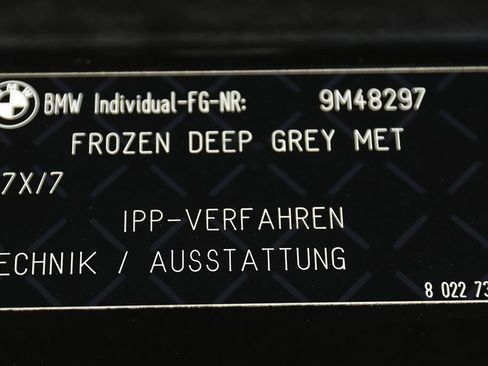 BMW Individual-FG-NR: 9M48297
FROZEN DEEP GREY MET
7X/7
IPP-VERFAHREN
ECHNIK / AUSSTATTUNG
8 022 73